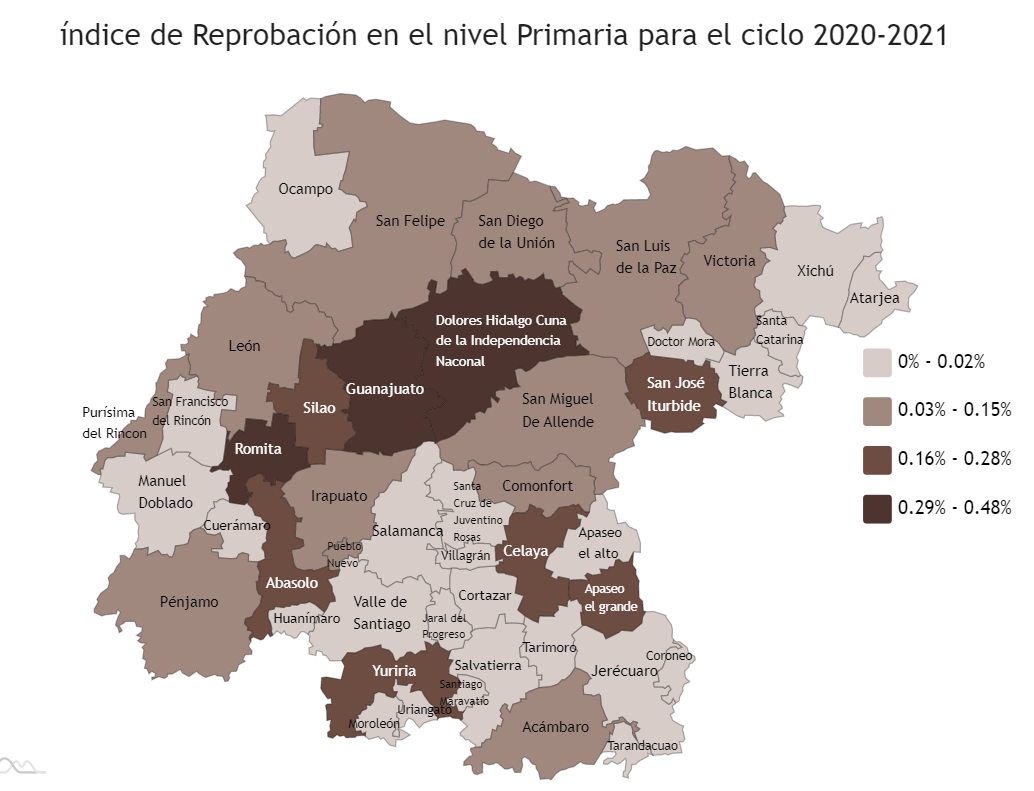 índice de Reprobación en el nivel Primaria para el ciclo 2020-2021
Ocampo
San Felipe
San Diego
de la Unión
San Luis
de la Paz
Victoria
Xichú
Atarjea
Santa
Catarina
Doctor Mora
Tierra
Blanca
San José
Iturbide
Dolores Hidalgo Cuna
de la Independencia
Naconal
León
Guanajuato
Silao
San Miguel
De Allende
San Francisco
del Rincón
Purísima
del Rincon
Romita
Manuel
Doblado
Irapuato
Comonfort
Santa
Cruz de
Juventino
Rosas
Cuerámaro
Salamanca
Celaya
Apaseo
el alto
Pueblo
Nuevo
Villagrán
Abasolo
Apaseo
el grande
Pénjamo
Cortazar
Valle de
Santiago
Huanímaro
Jaral del
Progreso
Tarimoro
Yuriria
Salvatierra
Jerécuaro
Coroneo
Santiago
Maravatío
Uriangato
Moroleón
Acámbaro
Tarandacuao
0% - 0.02%
0.03% - 0.15%
0.16% - 0.28%
0.29% - 0.48%